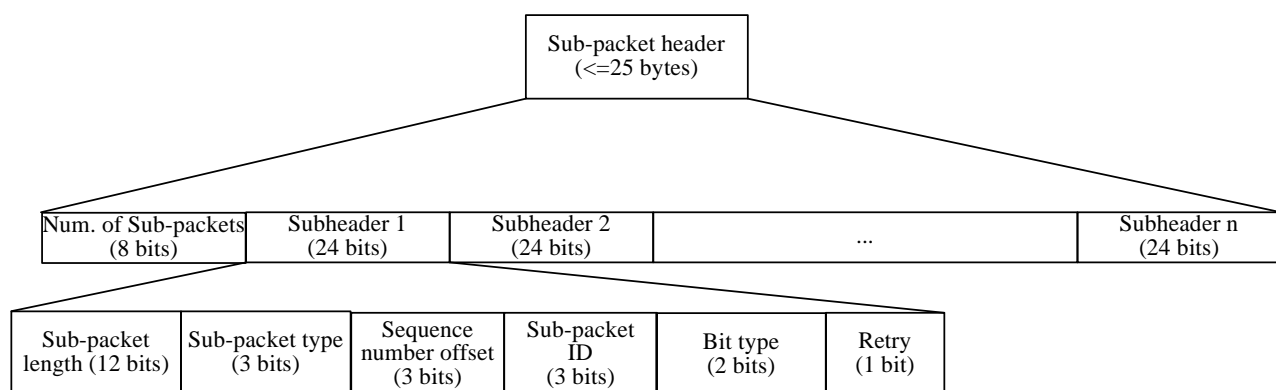 Sub-packet header
(<=25 bytes)
Num. of Sub-packets
(8 bits)
Subheader 1
(24 bits)
Subheader 2
(24 bits)
...
Subheader n
(24 bits)
Sub-packet
length (12 bits)
Sub-packet type
(3 bits)
Sequence
number offset
(3 bits)
Sub-packet
ID
(3 bits)
Bit type
(2 bits)
Retry
(1 bit)